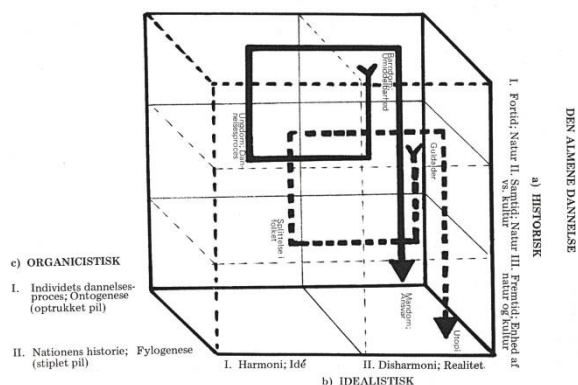 DEN ALMENE DANNELSE
a) HISTORISK
I. Fortid; Natur II. Samtid; Natur III. Fremtid; Enhed af
vs. kultur natur og kultur
Barndom;
Umiddelbarhed
Ungdom; Dan-
nelsesproces
Guldalder
Splittelse i
folket
Manddom;
Ansvar
Utopi
c) ORGANICISTISK
I. Individets dannelses-
proces; Ontogenese
(optrukket pil)
II. Nationens historie; Fylogenese
(stiplet pil)
I. Harmoni; Idé II. Disharmoni; Realitet
b) IDEALISTISK